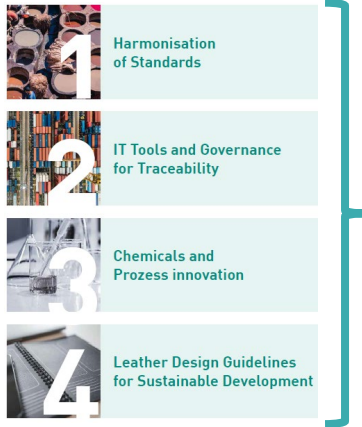 1
Harmonisation
of Standards
2
IT Tools and Governance
for Traceability
3
Chemicals and
Prozess innovation
4
Leather Design Guidelines
for Sustainable Development